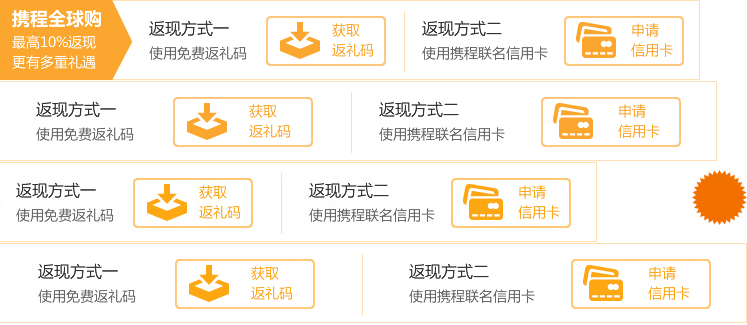 携程全球购
最高10%返现
更有多重礼遇
返现方式一
使用免费返礼码
获取
返礼码
返现方式二
使用携程联名信用卡
申请
信用卡
返现方式一
使用免费返礼码
获取
返礼码
返现方式二
使用携程联名信用卡
申请
信用卡
返现方式一
使用免费返礼码
获取
返礼码
返现方式二
使用携程联名信用卡
申请
信用卡
返现方式一
使用免费返礼码
获取
返礼码
返现方式二
使用携程联名信用卡
申请
信用卡